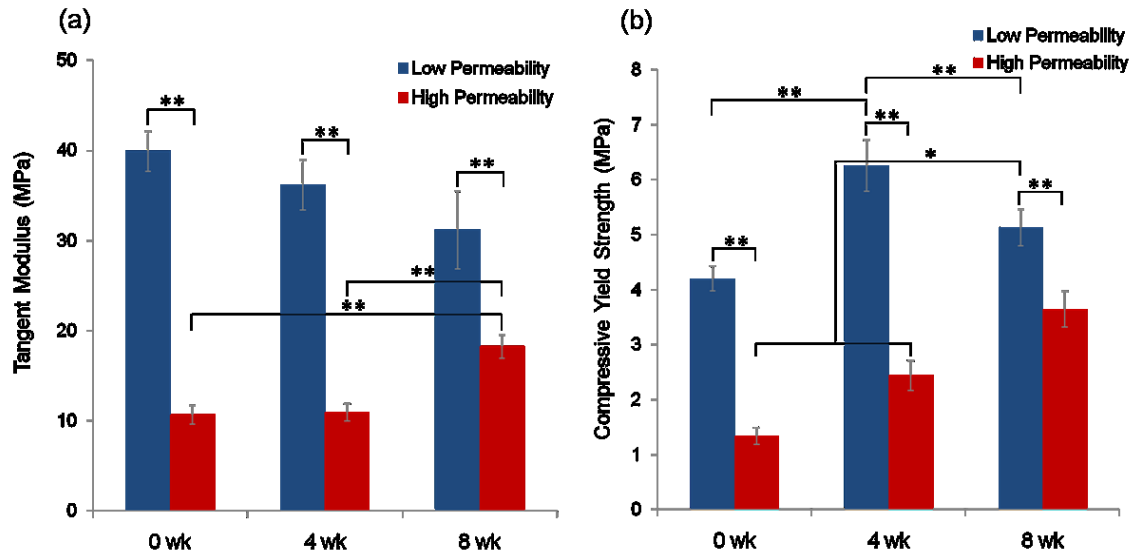 (a)
Low Permeability
High Permeability
Tangent Modulus (MPa)
50
40
30
20
10
0
**
**
**
**
**
0 wk
4 wk
8 wk
(b)
Low Permeability
High Permeability
Compressive Yield Strength (MPa)
8
7
6
5
4
3
2
1
0
**
**
**
*
**
**
0 wk
4 wk
8 wk